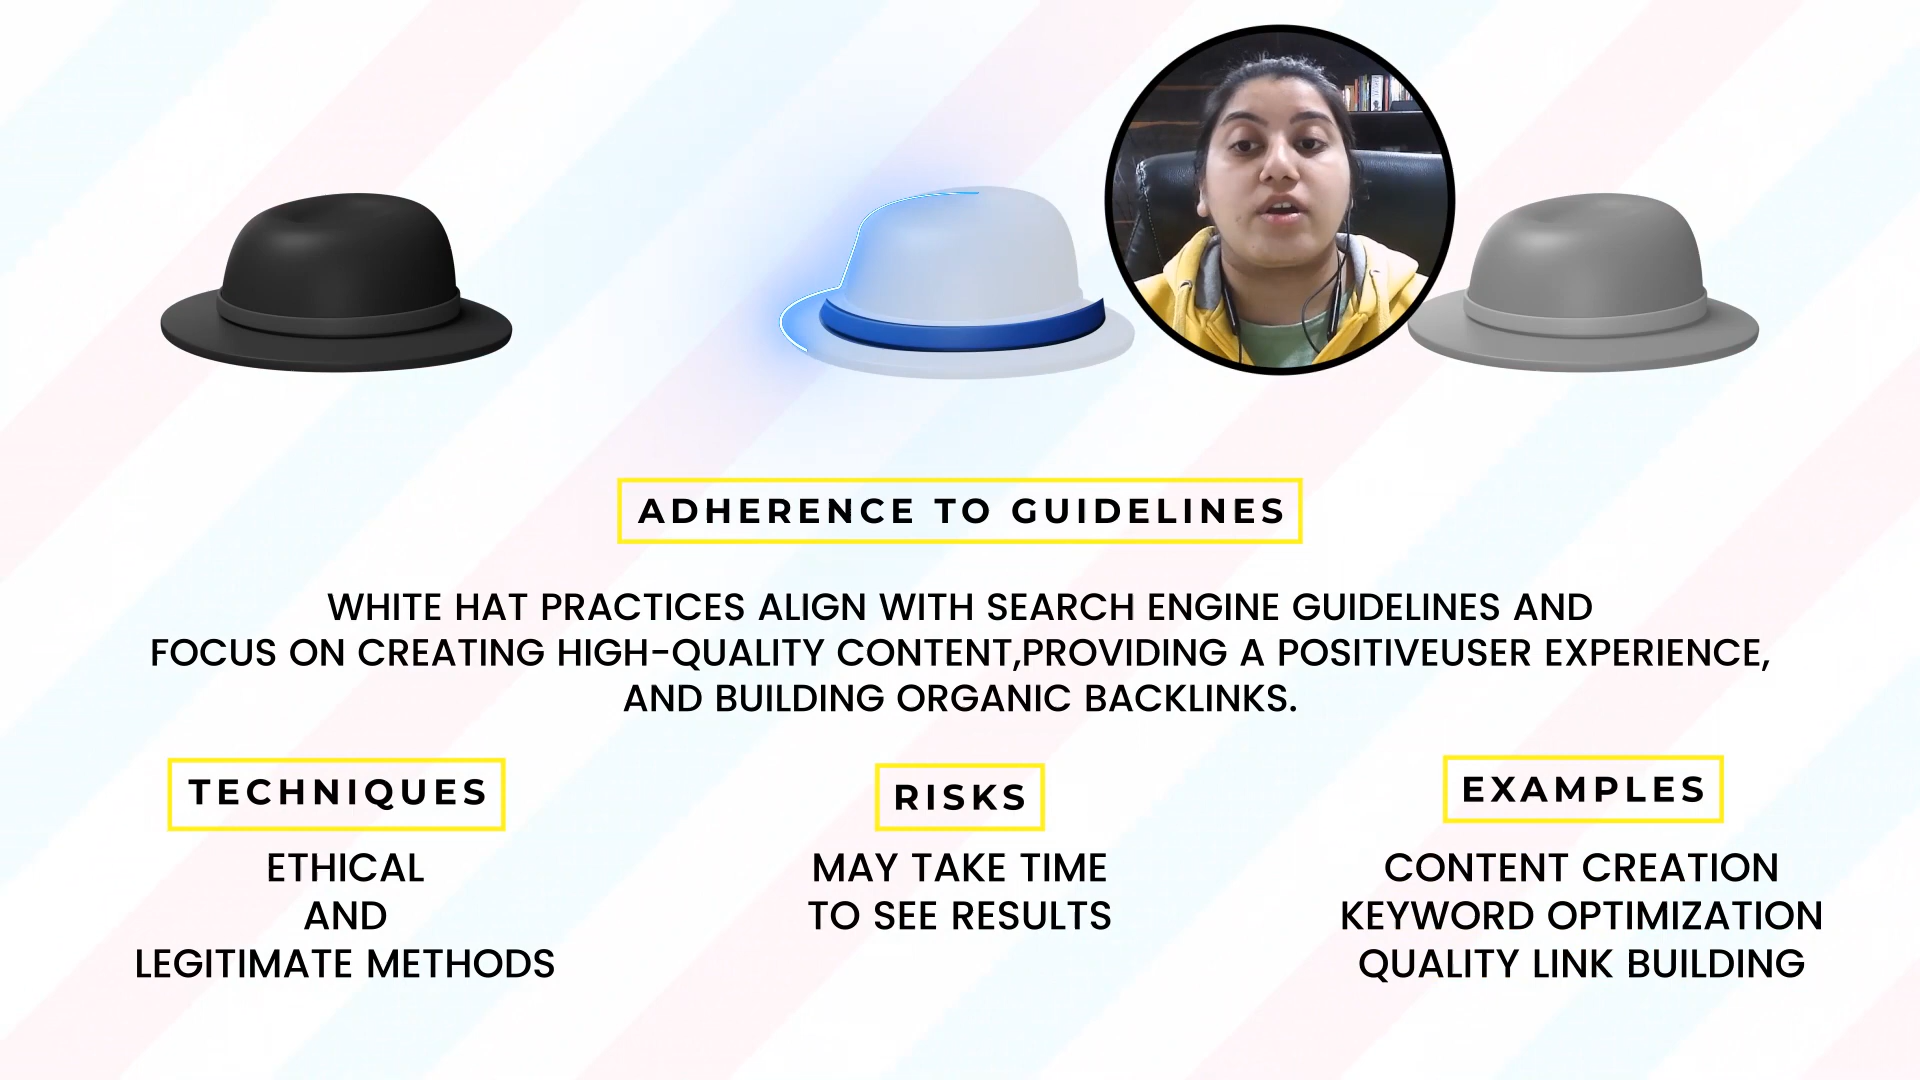 ADHERENCE TO GUIDELINES
WHITE HAT PRACTICES ALIGN WITH SEARCH ENGINE GUIDELINES AND
FOCUS ON CREATING HIGH-QUALITY CONTENT,PROVIDING A POSITIVEUSER EXPERIENCE,
AND BUILDING ORGANIC BACKLINKS.
TECHNIQUES
ETHICAL
AND
LEGITIMATE METHODS
RISKS
MAY TAKE TIME
TO SEE RESULTS
EXAMPLES
CONTENT CREATION
KEYWORD OPTIMIZATION
QUALITY LINK BUILDING